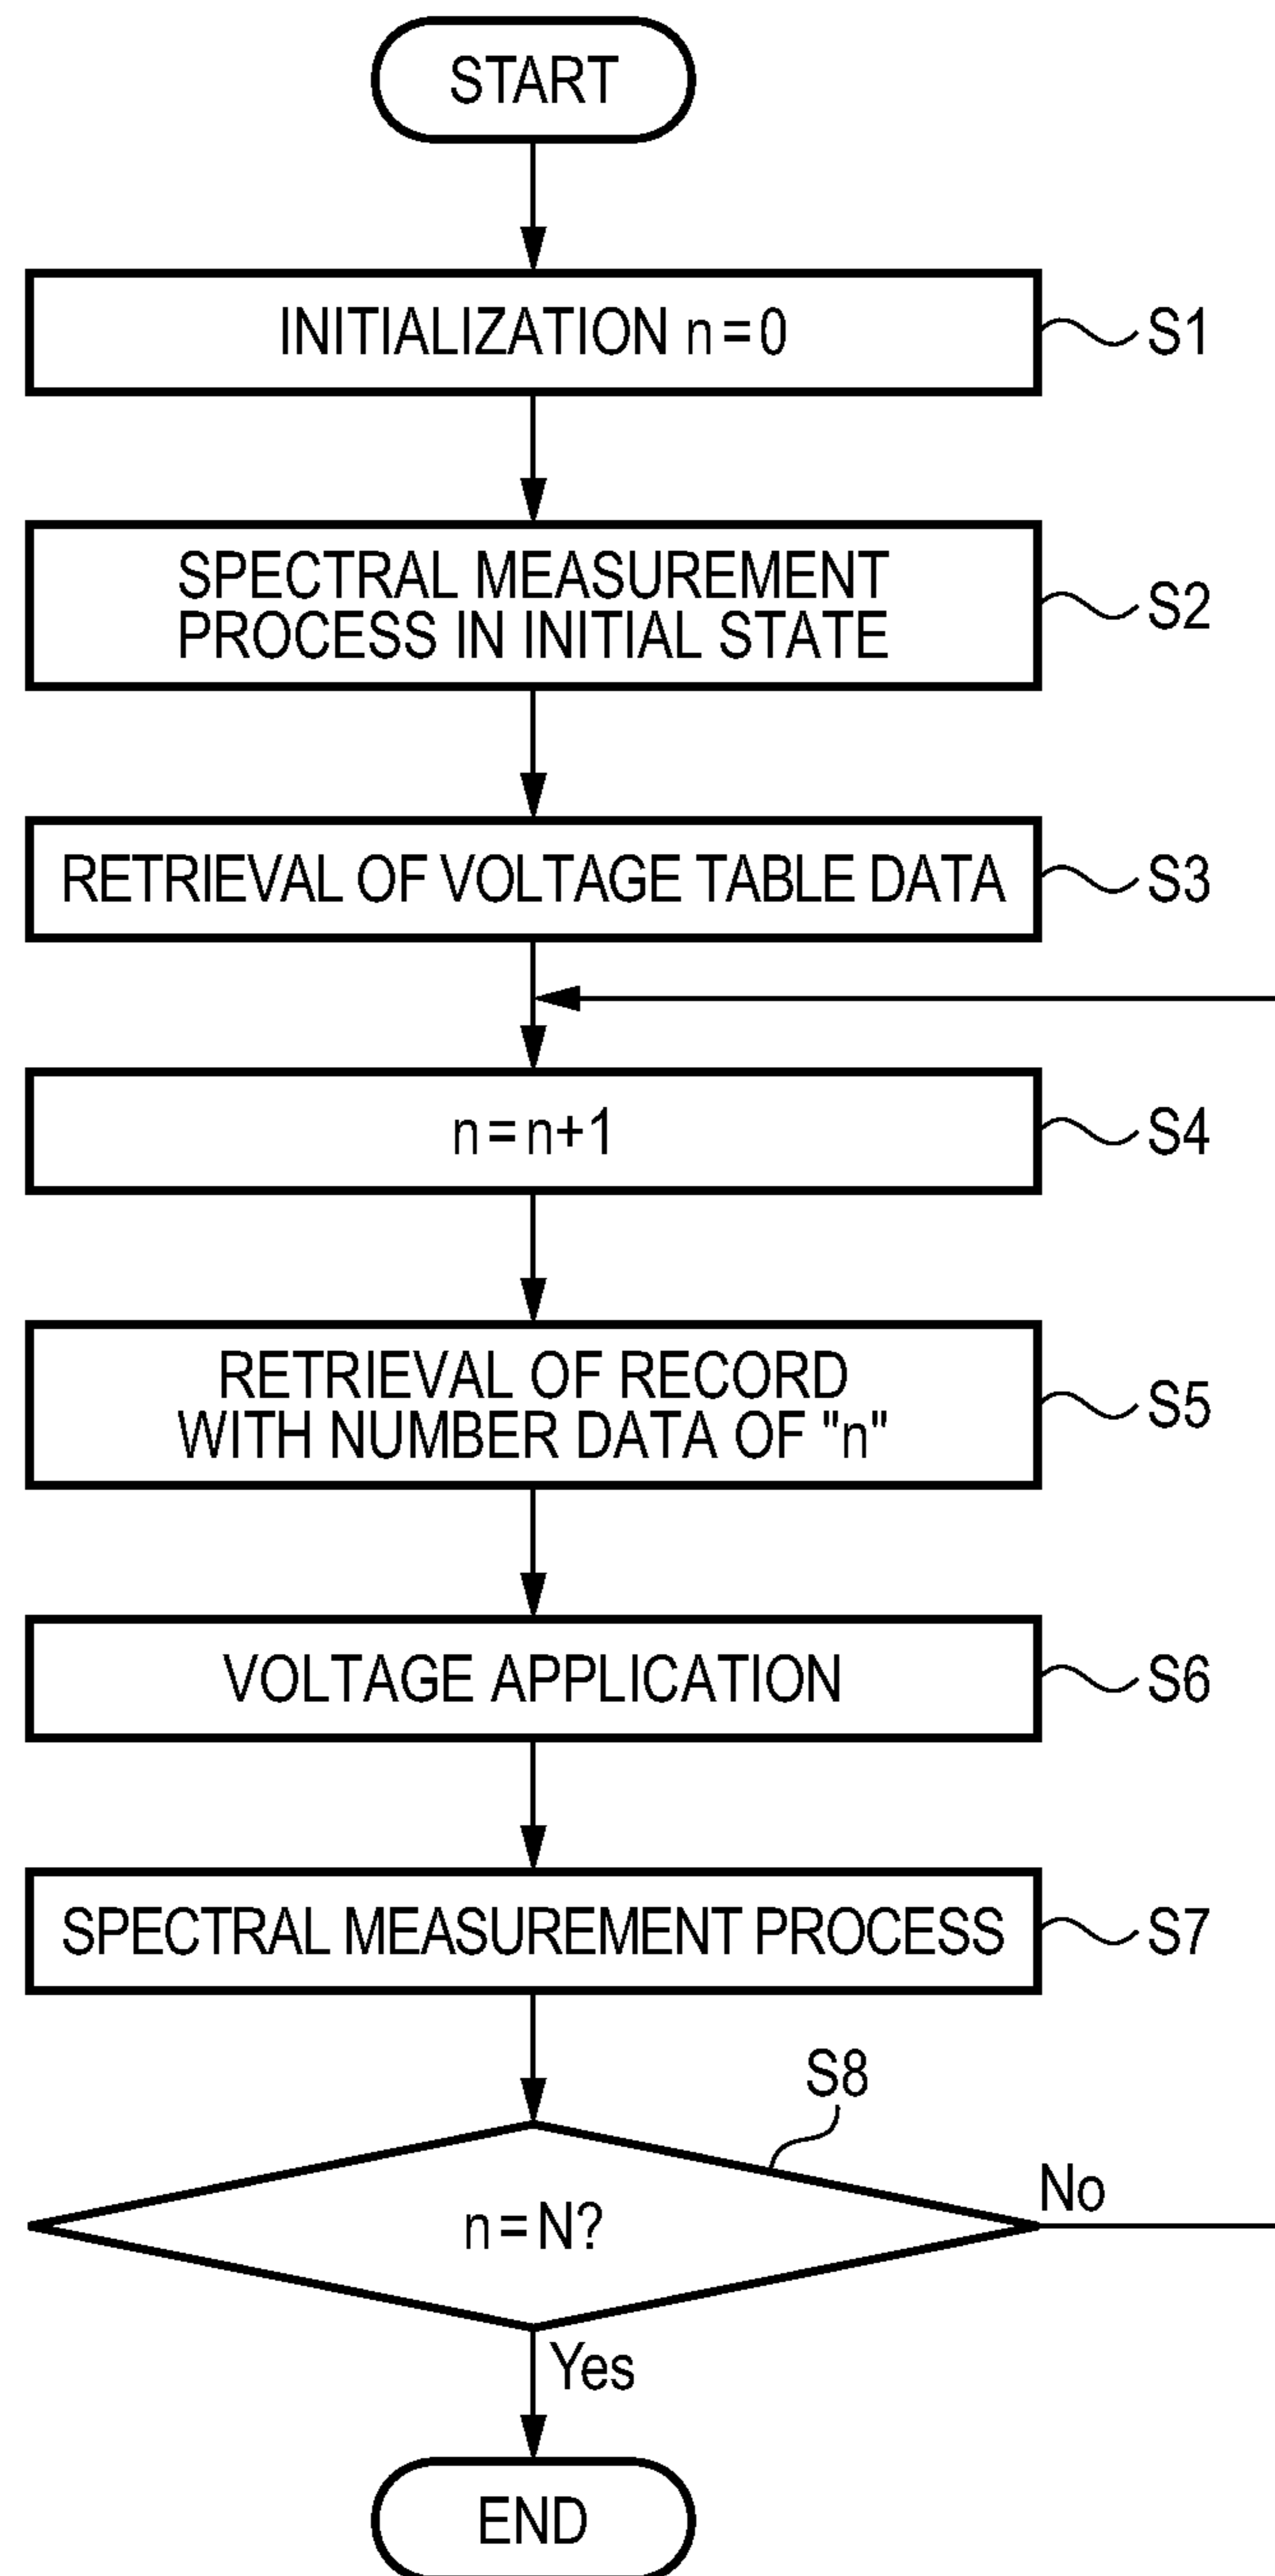 START
INITIALIZATION n=0
S1
SPECTRAL MEASUREMENT
PROCESS IN INITIAL STATE
S2
RETRIEVAL OF VOLTAGE TABLE DATA
S3
n=n+1
S4
RETRIEVAL OF RECORD
WITH NUMBER DATA OF "n"
S5
VOLTAGE APPLICATION
S6
SPECTRAL MEASUREMENT PROCESS
S7
S8
n=N?
No
Yes
END